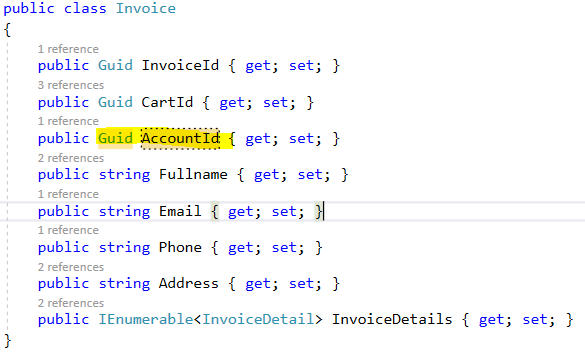 public class Invoice
{
1 reference
public Guid InvoiceId { get; set; }
3 references
public Guid CartId { get; set; }
1 reference
public Guid AccountId { get; set; }
2 references
public string Fullname { get; set; }
1 reference
public string Email { get; set; }
1 reference
public string Phone { get; set; }
2 references
public string Address { get; set; }
2 references
public IEnumerable<InvoiceDetail> InvoiceDetails { get; set; }
}